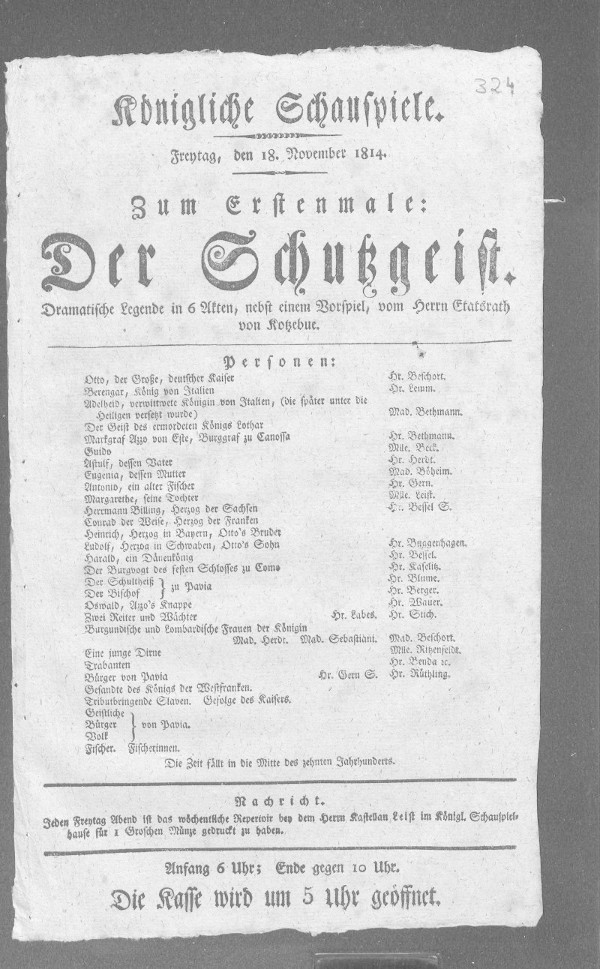 324
Königliche Schauspiele.
Freytag, den 18. November 1814.
Zum Erstenmale:
Der Schutzgeist.
Dramatische Legende in 6 Akten, nebst einem Vorspiel, vom Herrn Etatsrath
von Kotzebue.
Personen:
Otto, der Große, deutscher Kaiser Hr. Beschort.
Berengar, König von Italien Hr. Lemm.
Adelheid, verwittwete Königin von Italien, (die später unter die
Heiligen versetzt wurde) Mad. Bethmann.
Der Geist des ermordeten Königs Lothar
Markgraf Azzo von Este, Burggraf zu Canossa Hr. Bethmann.
Guido Mlle. Beck.
Astulf, dessen Vater Hr. Herdt.
Eugenia, dessen Mutter Mad. Böheim.
Antonio, ein alter Fischer Hr. Gern.
Margarethe, seine Tochter Mlle. Leist.
Herrmann Billing, Herzog der Sachsen Hr. Bessel S.
Conrad der Weise, Herzog der Franken
Heinrich, Herzog in Bayern, Otto's Bruder
Ludolf, Herzog in Schwaben, Otto's Sohn Hr. Bryggenhagen.
Harald, ein Dänenkönig Hr. Bessel.
Der Burgvogt des festen Schlosses zu Como Hr. Kaselitz.
Der Schultheiß } zu Pavia Hr. Blume.
Der Bischof Hr. Berger.
Oswald, Azzo's Knappe Hr. Wauer.
Zwei Reiter und Wächter Hr. Labes. Hr. Stich.
Burgundische und Lombardische Frauen der Königin
Mad. Herdt. Mad. Sebastiani. Mad. Beschort.
Eine junge Dirne Mlle. Ritzenfeldt.
Trabanten Hr. Benda ec.
Bürger von Pavia Hr. Gern S. Hr. Rüthling.
Gesandte des Königs der Westfranken.
Tributbringende Slaven. Gefolge des Kaisers.
Geistliche
Bürger } von Pavia.
Volk
Fischer. Fischerinnen.
Die Zeit fällt in die Mitte des zehnten Jahrhunderts.
Nachricht.
Jeden Freytag Abend ist das wöchentliche Repertoir bey dem Herrn Kastellan Leist im Königl. Schauspiel-
hause für 1 Groschen Münze gedruckt zu haben.
Anfang 6 Uhr; Ende gegen 10 Uhr.
Die Kasse wird um 5 Uhr geöffnet.